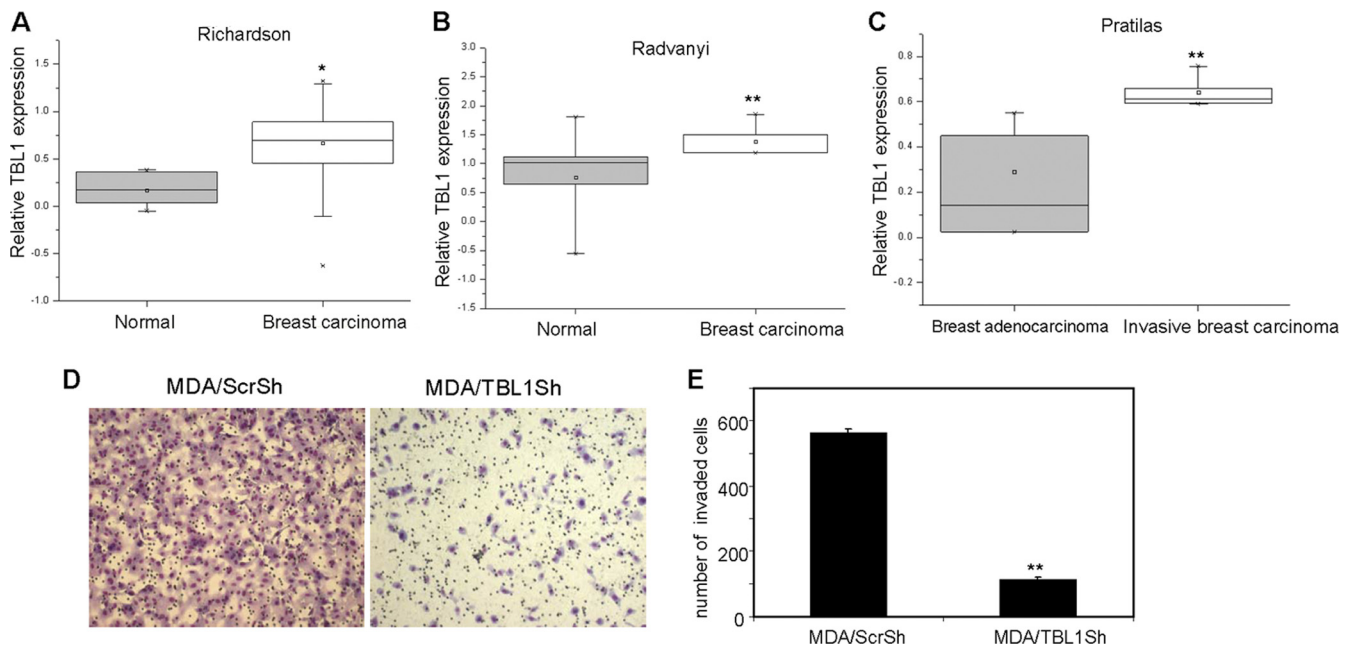 A
Richardson
*
Relative TBL1 expression
1.5
1.0
0.5
0.0
-0.5
-1.0
Normal
Breast carcinoma
B
Radvanyi
**
Relative TBL1 expression
3.0
2.5
2.0
1.5
1.0
0.5
0.0
-0.5
-1.0
-1.5
Normal
Breast carcinoma
C
Pratilas
**
Relative TBL1 expression
0.8
0.6
0.4
0.2
0.0
-0.2
Breast adenocarcinoma
Invasive breast carcinoma
D
MDA/ScrSh
MDA/TBL1Sh
E
number of invaded cells
600
400
200
0
**
MDA/ScrSh
MDA/TBL1Sh